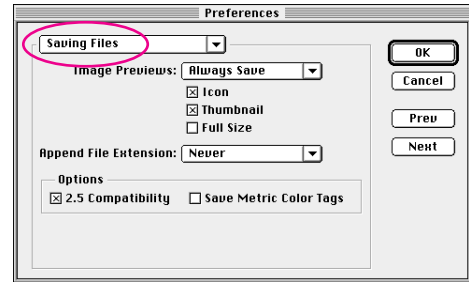 Preferences
Saving Files
OK
Image Previews: Always Save
Cancel
Icon
Thumbnail
Prev
Full Size
Next
Append File Extension: Never
Options
2.5 Compatibility Save Metric Color Tags